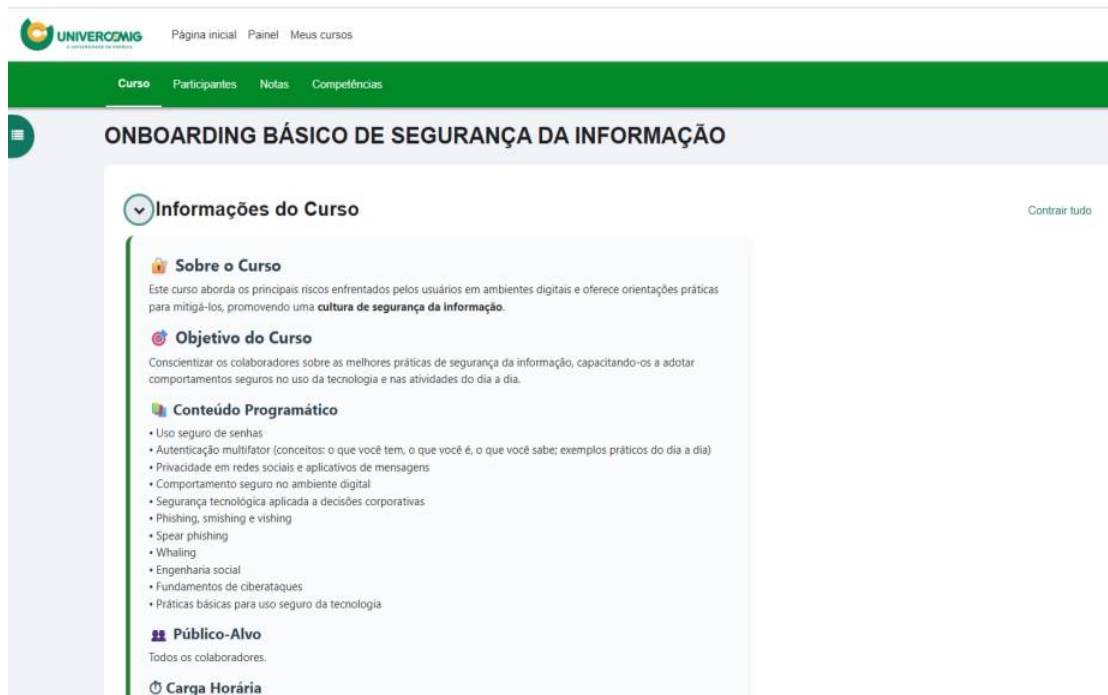 UNIVERCEMIG
Página inicial Painel Meus cursos
Curso Participantes Notas Competências
ONBOARDING BÁSICO DE SEGURANÇA DA INFORMAÇÃO
Informações do Curso
Contrair tudo
Sobre o Curso
Este curso aborda os principais riscos enfrentados pelos usuários em ambientes digitais e oferece orientações práticas
para mitigá-los, promovendo uma cultura de segurança da informação.
Objetivo do Curso
Conscientizar os colaboradores sobre as melhores práticas de segurança da informação, capacitando-os a adotar
comportamentos seguros no uso da tecnologia e nas atividades do dia a dia.
Conteúdo Programático
• Uso seguro de senhas
• Autenticação multifator (conceitos: o que você tem, o que você é, o que você sabe; exemplos práticos do dia a dia)
• Privacidade em redes sociais e aplicativos de mensagens
• Comportamento seguro no ambiente digital
• Segurança tecnológica aplicada a decisões corporativas
• Phishing, smishing e vishing
• Spear phishing
• Whaling
• Engenharia social
• Fundamentos de ciberataques
• Práticas básicas para uso seguro da tecnologia
Público-Alvo
Todos os colaboradores.
Carga Horária